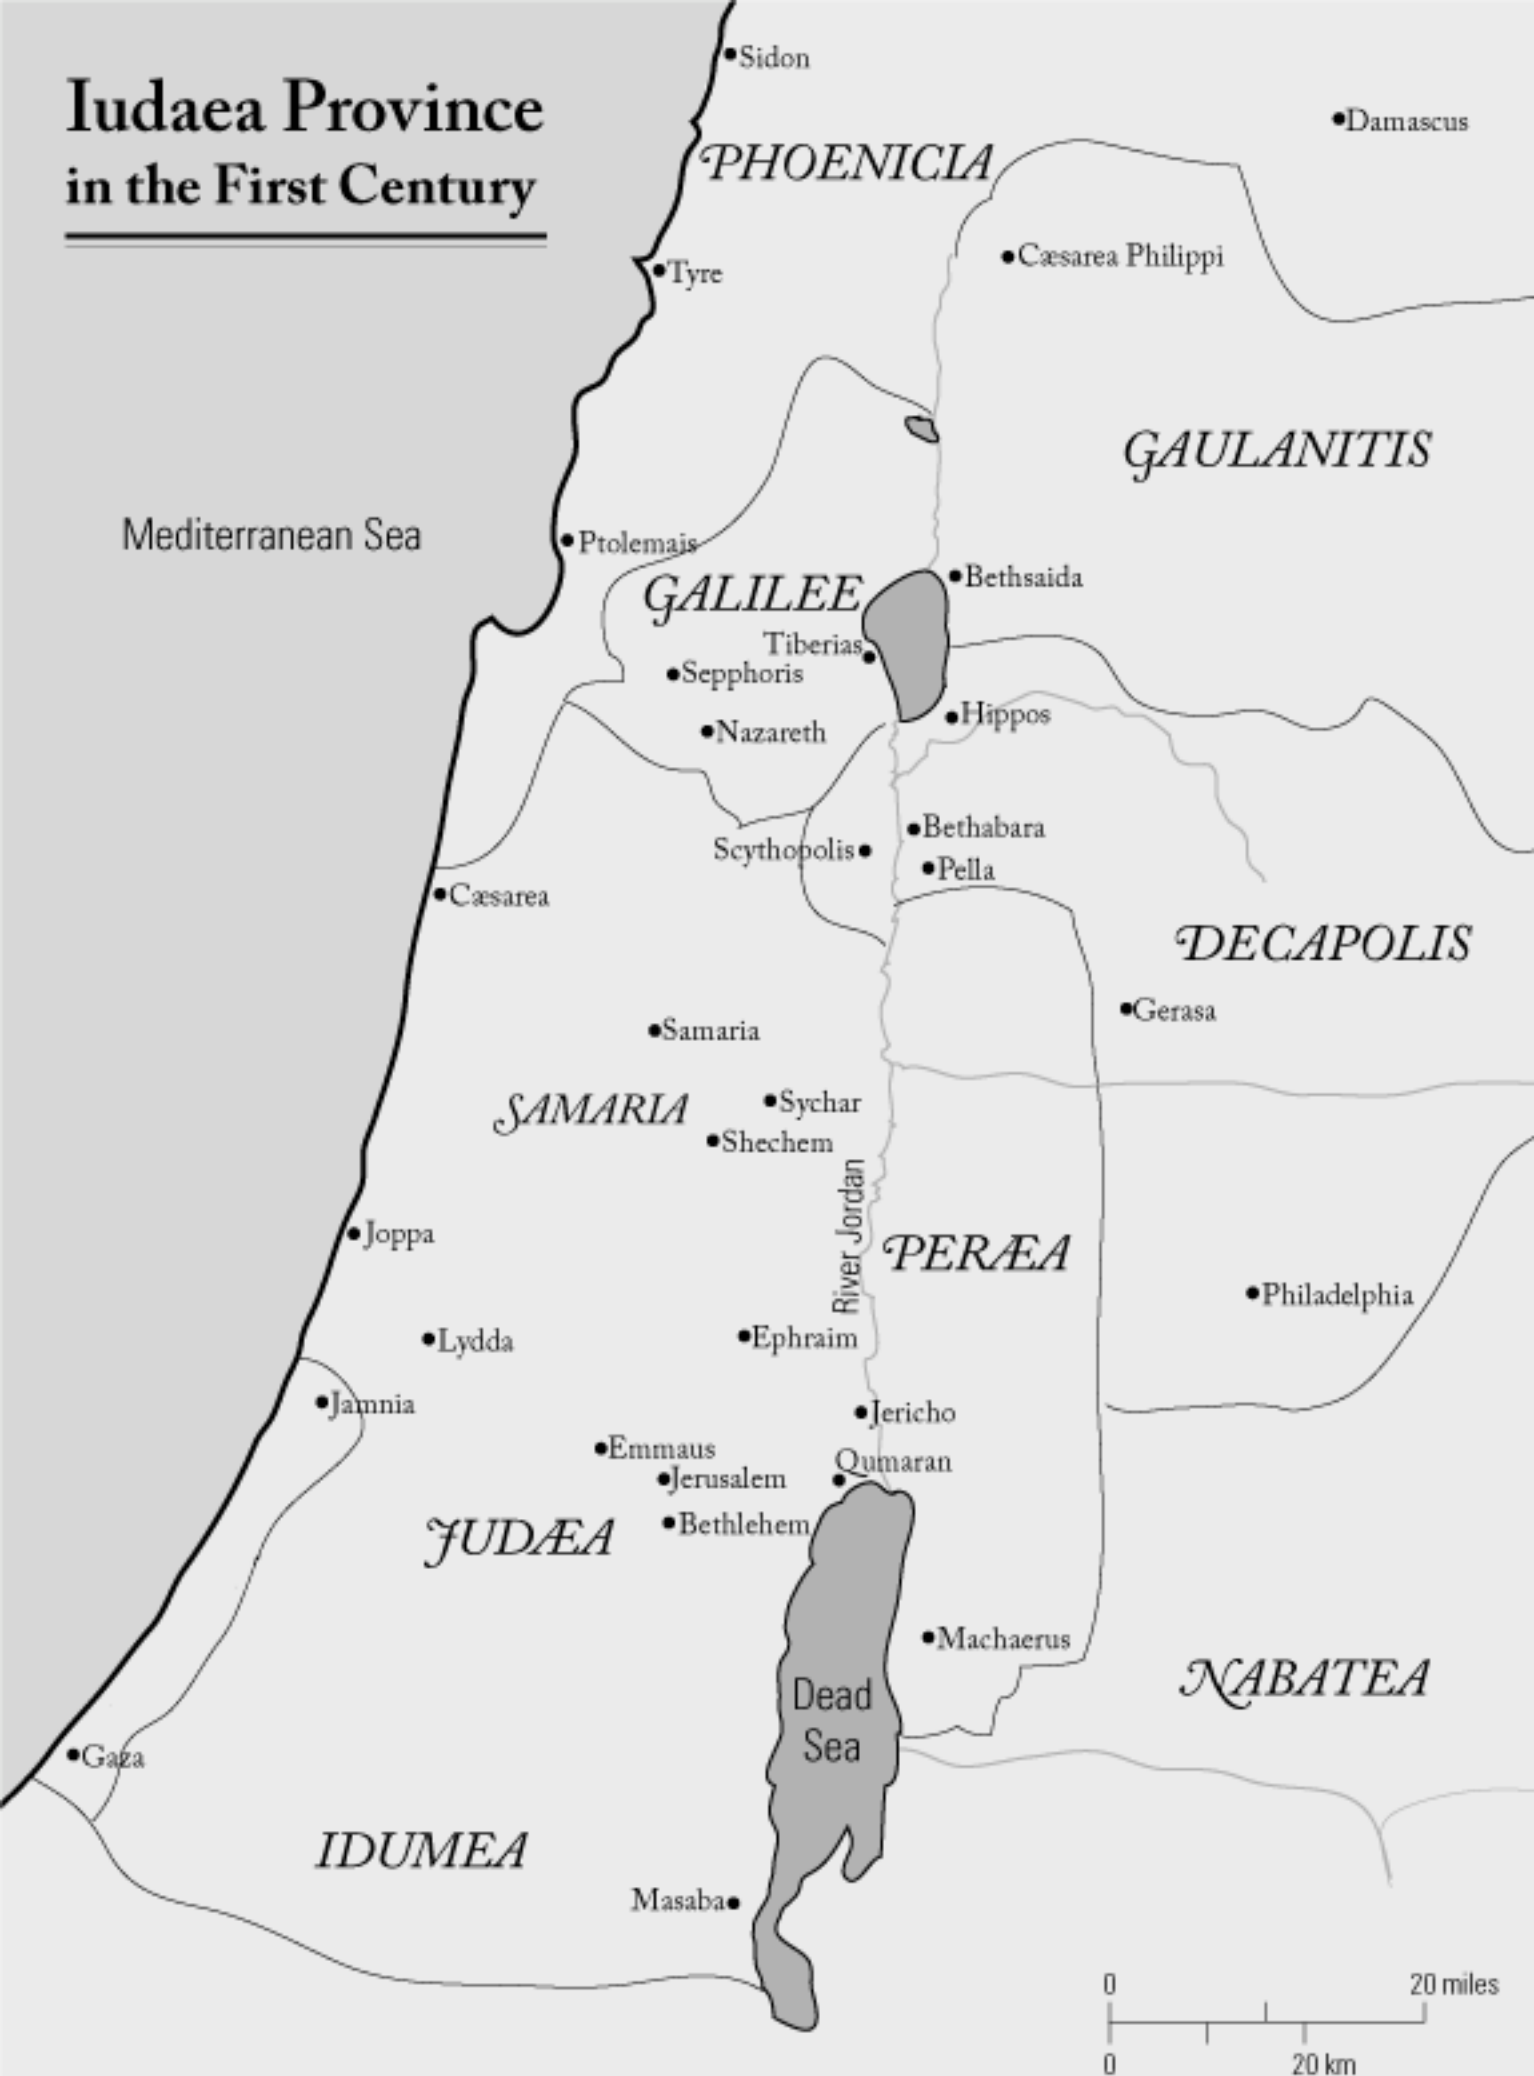 Iudaea Province
in the First Century
Sidon
Damascus
PHOENICIA
Cæsarea Philippi
Tyre
GAULANITIS
Mediterranean Sea
Ptolemais
Bethsaida
GALILEE
Tiberias
Sepphoris
Hippos
Nazareth
Bethabara
Scythopolis
Pella
Cæsarea
DECAPOLIS
Gerasa
Samaria
Sychar
SAMARIA
Shechem
River Jordan
Joppa
PERÆA
Philadelphia
Ephraim
Lydda
Jamnia
Jericho
Emmaus
Qumaran
Jerusalem
Bethlehem
JUDÆA
Machaerus
NABATEA
Dead
Sea
Gaza
IDUMEA
Masaba
0 20 miles
0 20 km